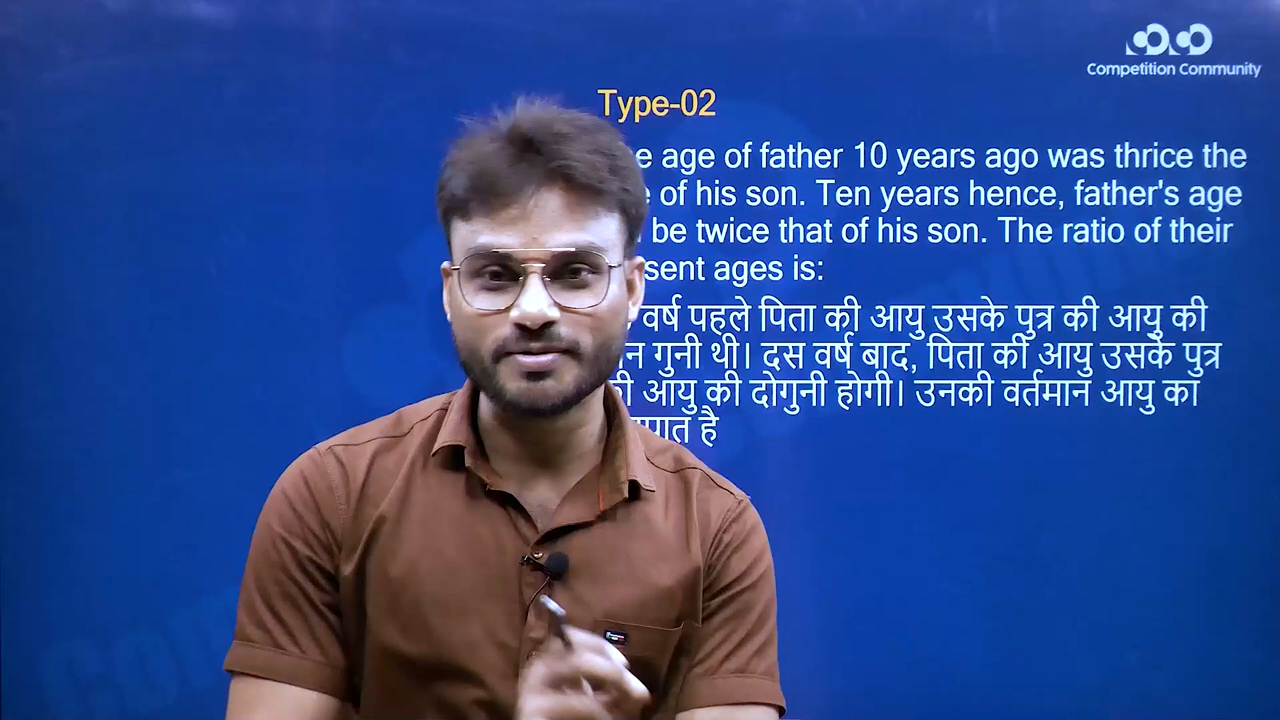 Competition Community
Type-02
age of father 10 years ago was thrice the
of his son. Ten years hence, father's age
be twice that of his son. The ratio of their
ages is:
वर्ष पहले पिता की आयु उसके पुत्र की आयु की
गुनी थी। दस वर्ष बाद, पिता की आयु उसके पुत्र
आयु की दोगुनी होगी। उनकी वर्तमान आयु का
है